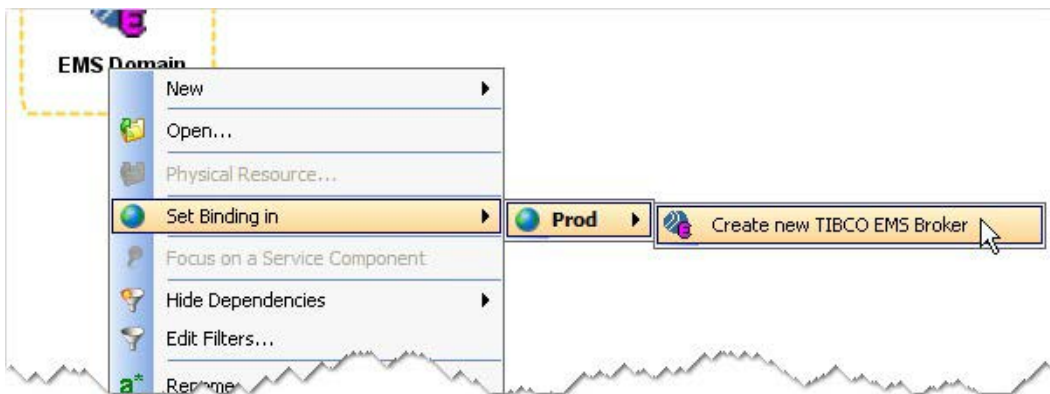 EMS Domain
New
Open...
Physical Resource...
Set Binding in
Prod
Create new TIBCO EMS Broker
Focus on a Service Component
Hide Dependencies
Edit Filters...
Rename